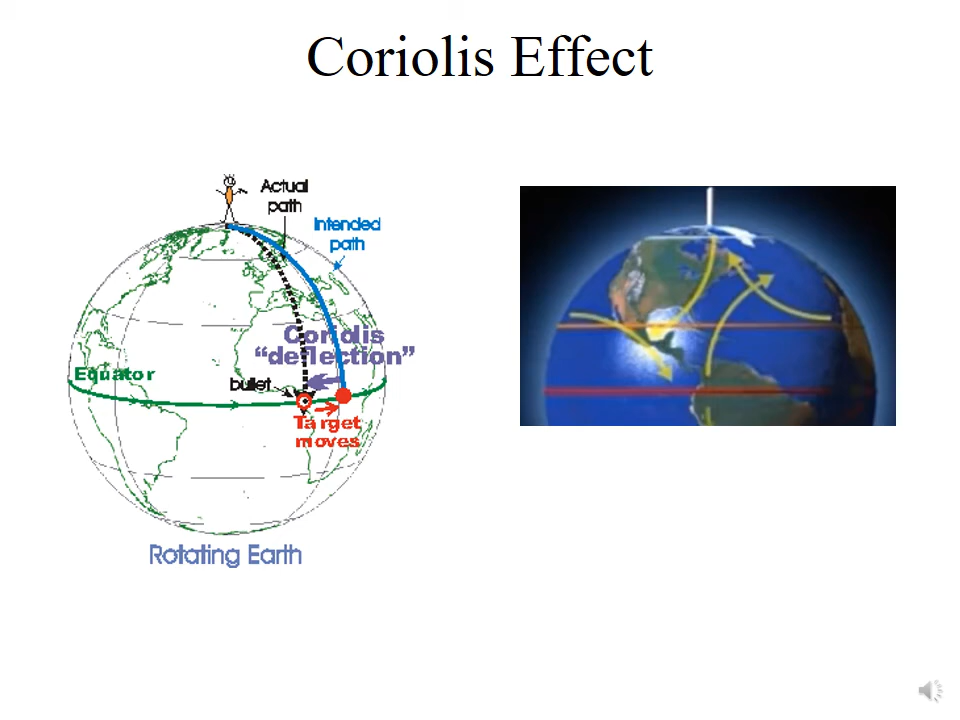 Coriolis Effect
Actual
path
Intended
path
Coriolis
"deflection"
Equator
bullet
Target
moves
Rotating Earth